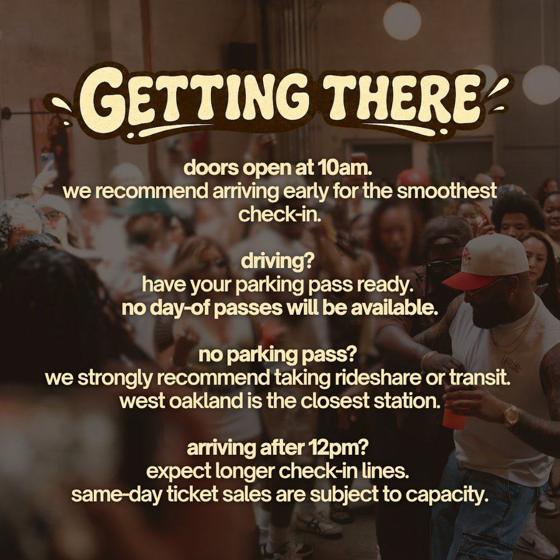 GETTING THERE
doors open at 10am.
we recommend arriving early for the smoothest
check-in.
driving?
have your parking pass ready.
no day-of passes will be available.
no parking pass?
we strongly recommend taking rideshare or transit.
west oakland is the closest station.
arriving after 12pm?
expect longer check-in lines.
same-day ticket sales are subject to capacity.